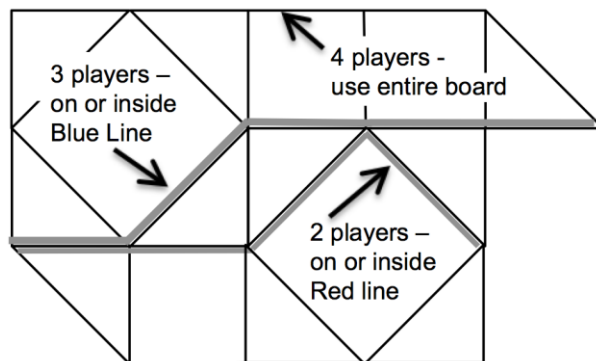 3 players –
on or inside
Blue Line
4 players -
use entire board
2 players –
on or inside
Red line